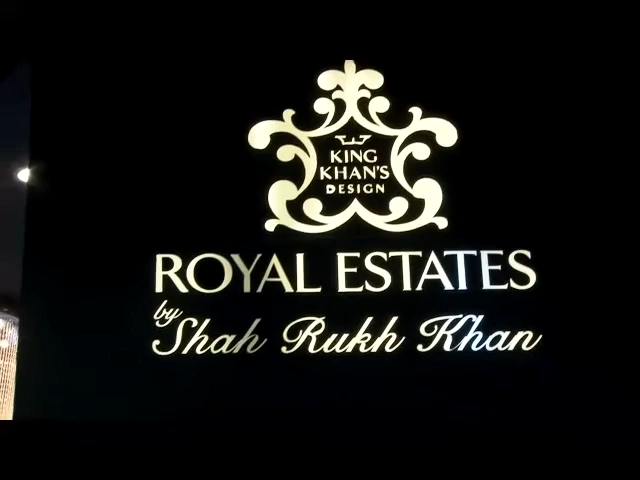 KING
KHAN'S
DESIGN
ROYAL ESTATES
by
Shah Rukh Khan